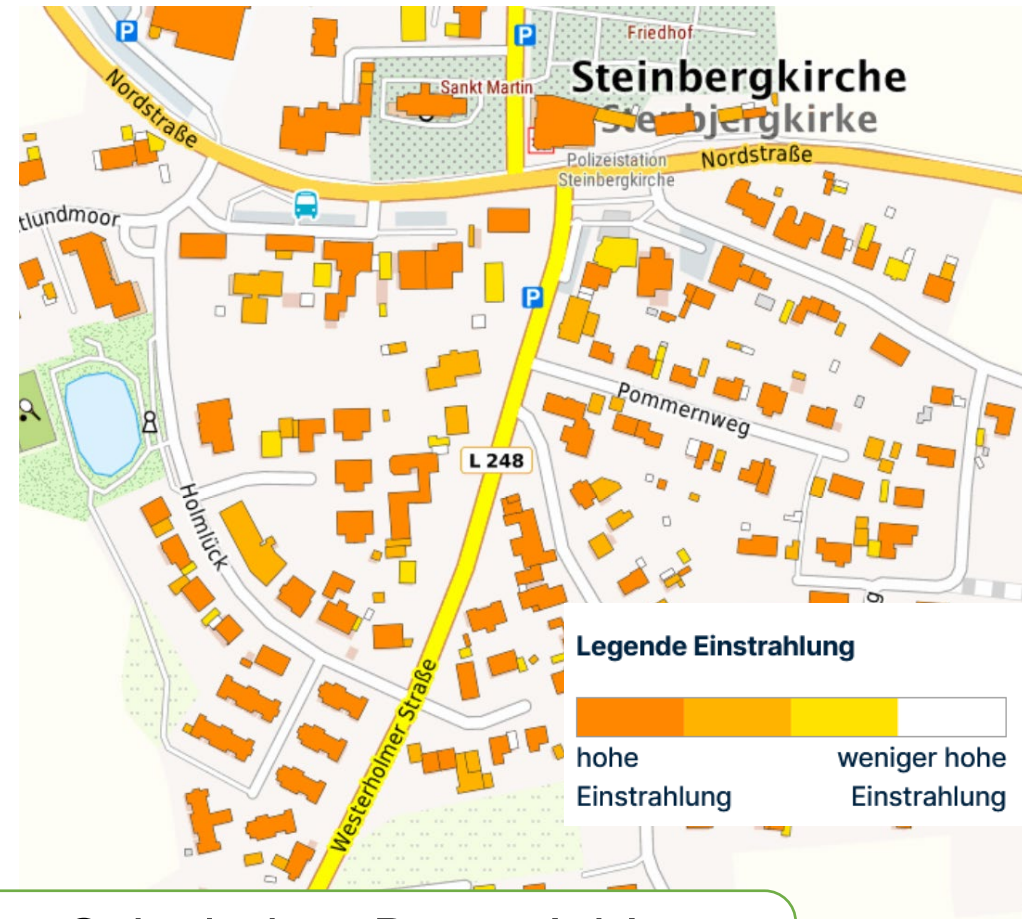 P
P
Friedhof
Steinbergkirche
Sankt Martin
Nordstraße
Polizeistation
Steinbergkirche
Nordstraße
tlundmoor
P
Pommernweg
L 248
Holmlück
g
Westerholmer Straße
Legende Einstrahlung
hohe
Einstrahlung
weniger hohe
Einstrahlung